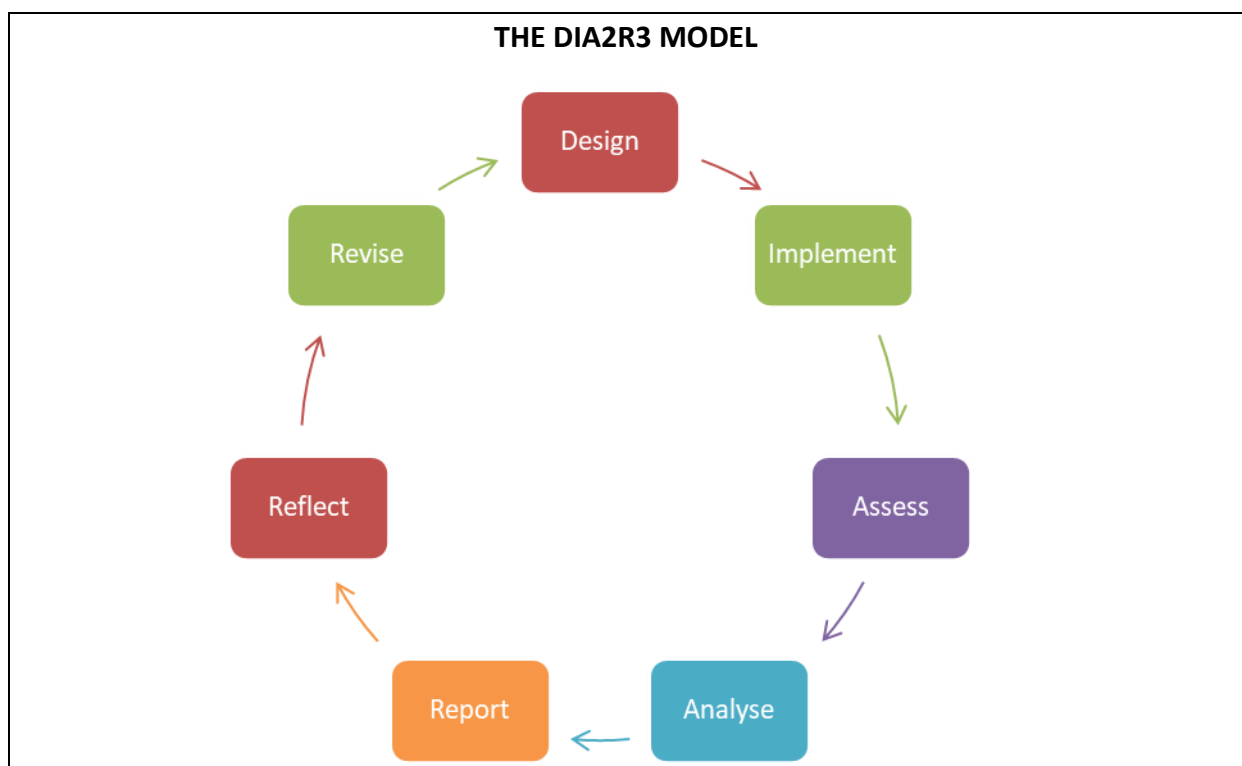 THE DIA2R3 MODEL
Design
Implement
Assess
Analyse
Report
Reflect
Revise